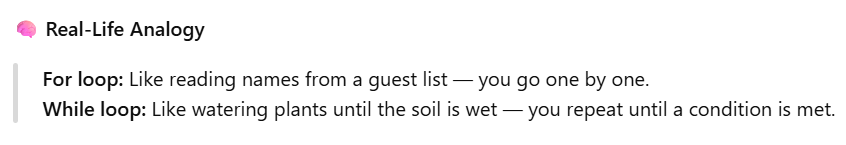 🧠 Real-Life Analogy
For loop: Like reading names from a guest list — you go one by one.
While loop: Like watering plants until the soil is wet — you repeat until a condition is met.